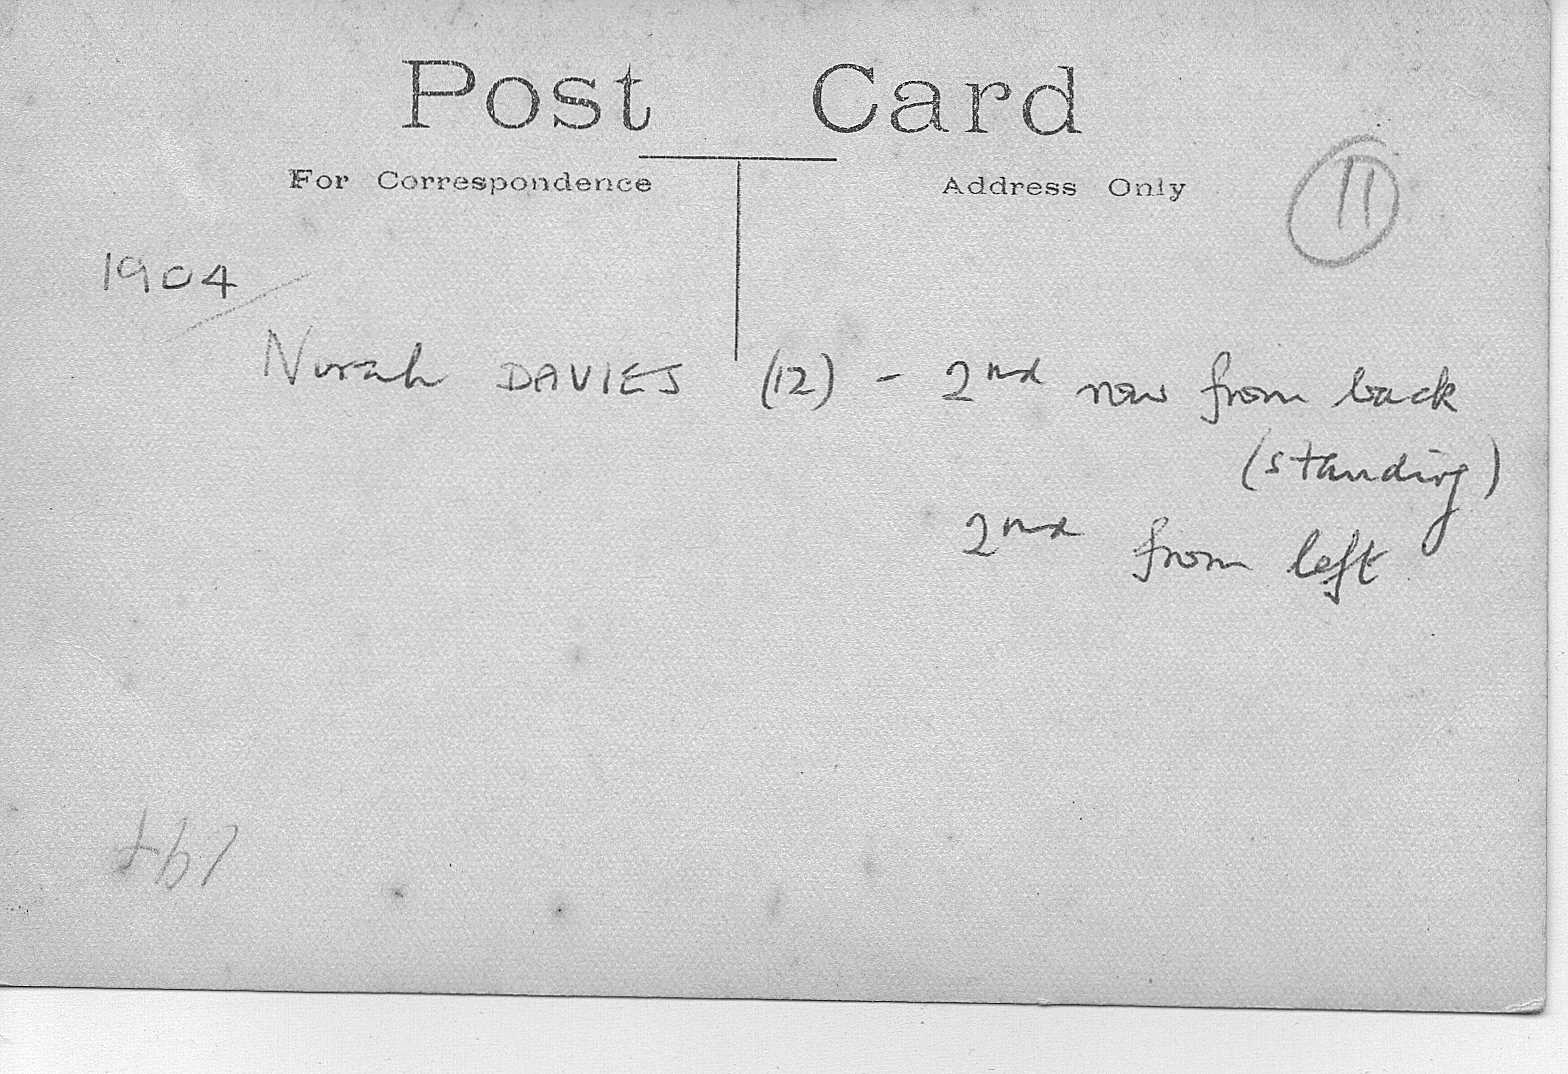 Post Card
For Correspondence Address Only
11
1904
Norah DAVIES (12) - 2nd row from back
(standing)
2nd from left